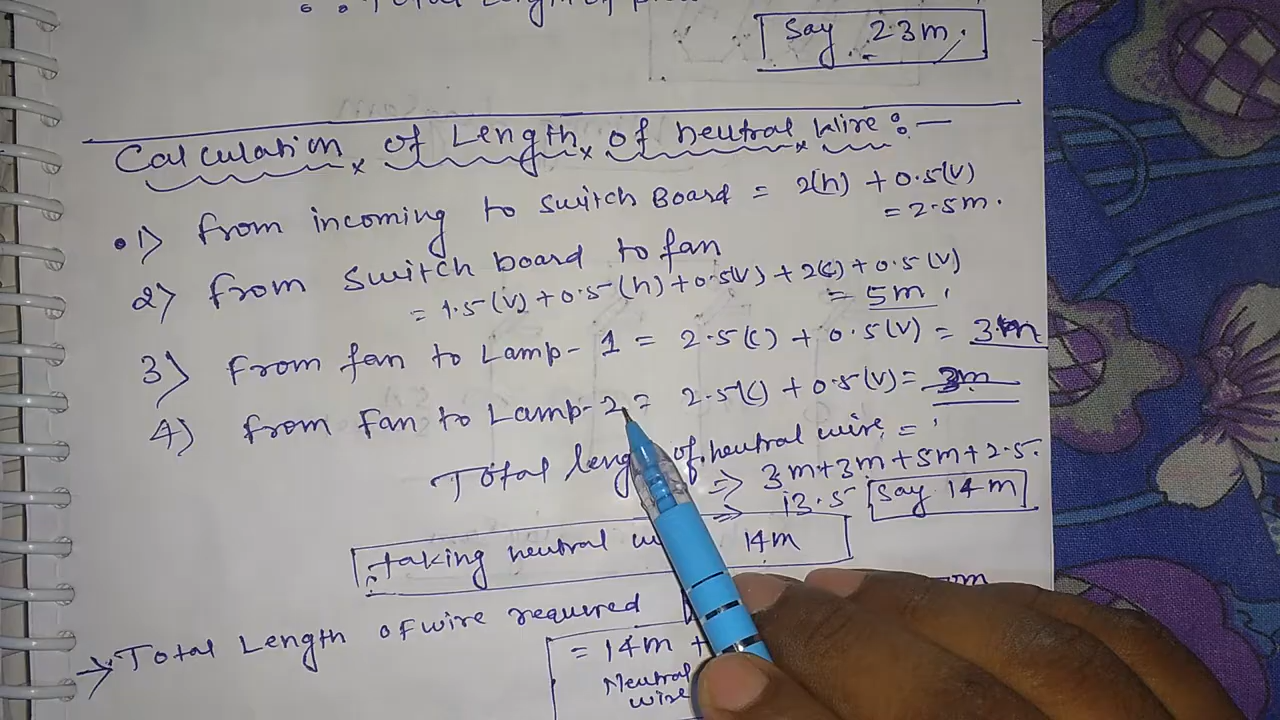 ∴ Total Length of
Say 23m.
Calculation of Length of neutral Wire :-
1) from incoming to switch Board = 2(h) + 0.5(v)
= 2.5m.
2) from switch board to fan
= 1.5(v) + 0.5(h) + 0.5(v) + 2(c) + 0.5(v)
= 5m.
3) from fan to Lamp-1 = 2.5(c) + 0.5(v) = 3m
4) from fan to Lamp-2 = 2.5(c) + 0.5(v) = 3m
Total of neutral wire =
⇒ 3m+3m+5m+2.5.
⇒ 13.5 Say 14m
taking neutral 14m
→ Total Length of wire required
= 14m +
Neutral
wire